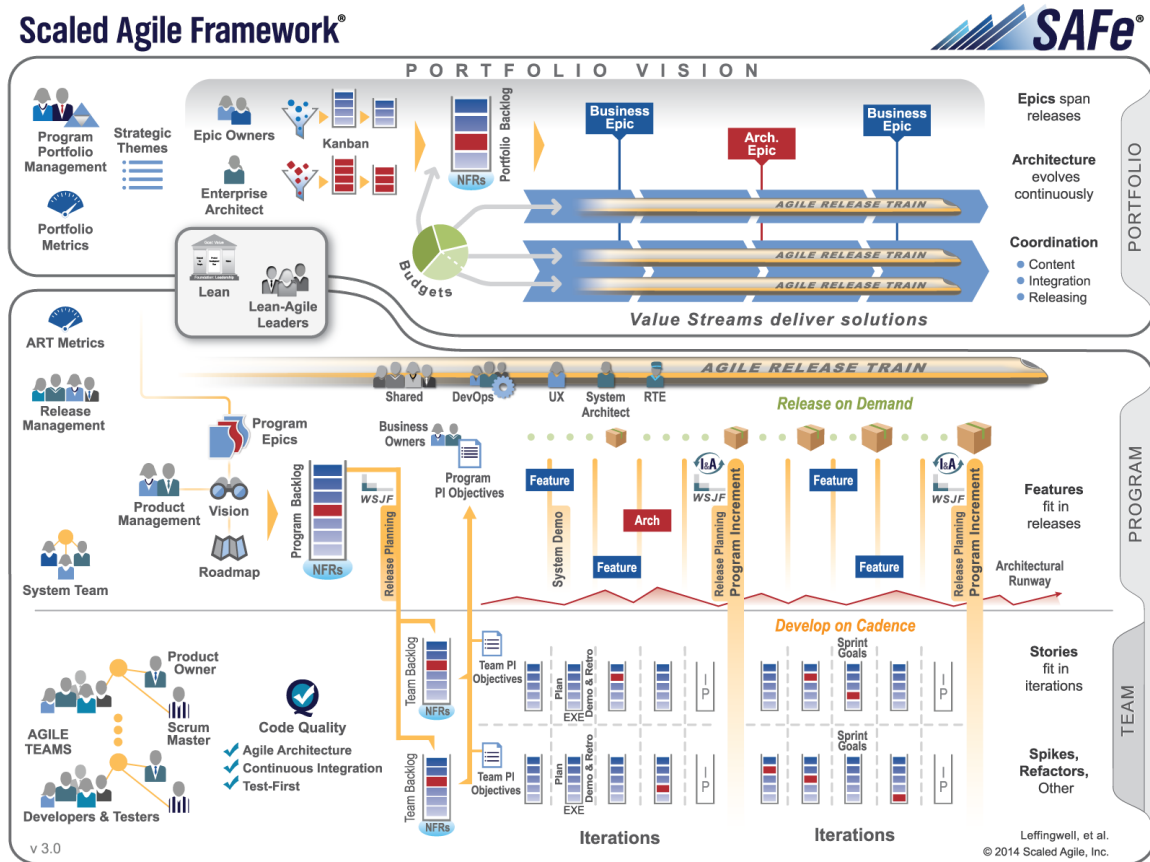 Scaled Agile Framework®
SAFe®
PORTFOLIO VISION
Program
Portfolio
Management
Strategic
Themes
Portfolio
Metrics
Epic Owners
Enterprise
Architect
Kanban
Portfolio Backlog
NFRs
Budgets
Business
Epic
Arch.
Epic
Business
Epic
AGILE RELEASE TRAIN
AGILE RELEASE TRAIN
AGILE RELEASE TRAIN
Value Streams deliver solutions
Epics span
releases
Architecture
evolves
continuously
Coordination
Content
Integration
Releasing
PORTFOLIO
Lean
Lean-Agile
Leaders
ART Metrics
Release
Management
AGILE RELEASE TRAIN
Shared
DevOps
UX
System
Architect
RTE
Release on Demand
Program
Epics
Product
Management
Vision
Roadmap
System Team
Program Backlog
NFRs
WSJF
Release Planning
Business
Owners
Program
PI Objectives
Feature
System Demo
Feature
Arch
I&A
WSJF
Release Planning
Program Increment
Feature
Feature
I&A
WSJF
Release Planning
Program Increment
Features
fit in
releases
Architectural
Runway
PROGRAM
Develop on Cadence
AGILE
TEAMS
Product
Owner
Scrum
Master
Developers & Testers
Code Quality
Agile Architecture
Continuous Integration
Test-First
Team Backlog
NFRs
Team PI
Objectives
Plan
EXE
Demo & Retro
I
P
Sprint
Goals
I
P
Stories
fit in
iterations
Team Backlog
NFRs
Team PI
Objectives
Plan
EXE
Demo & Retro
I
P
Sprint
Goals
I
P
Spikes,
Refactors,
Other
Iterations
Iterations
TEAM
v 3.0
Leffingwell, et al.
© 2014 Scaled Agile, Inc.